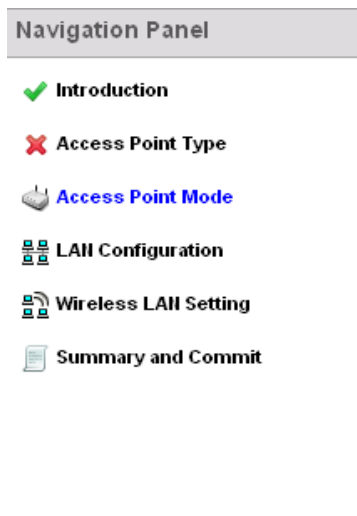 Navigation Panel
Introduction
Access Point Type
Access Point Mode
LAN Configuration
Wireless LAN Setting
Summary and Commit